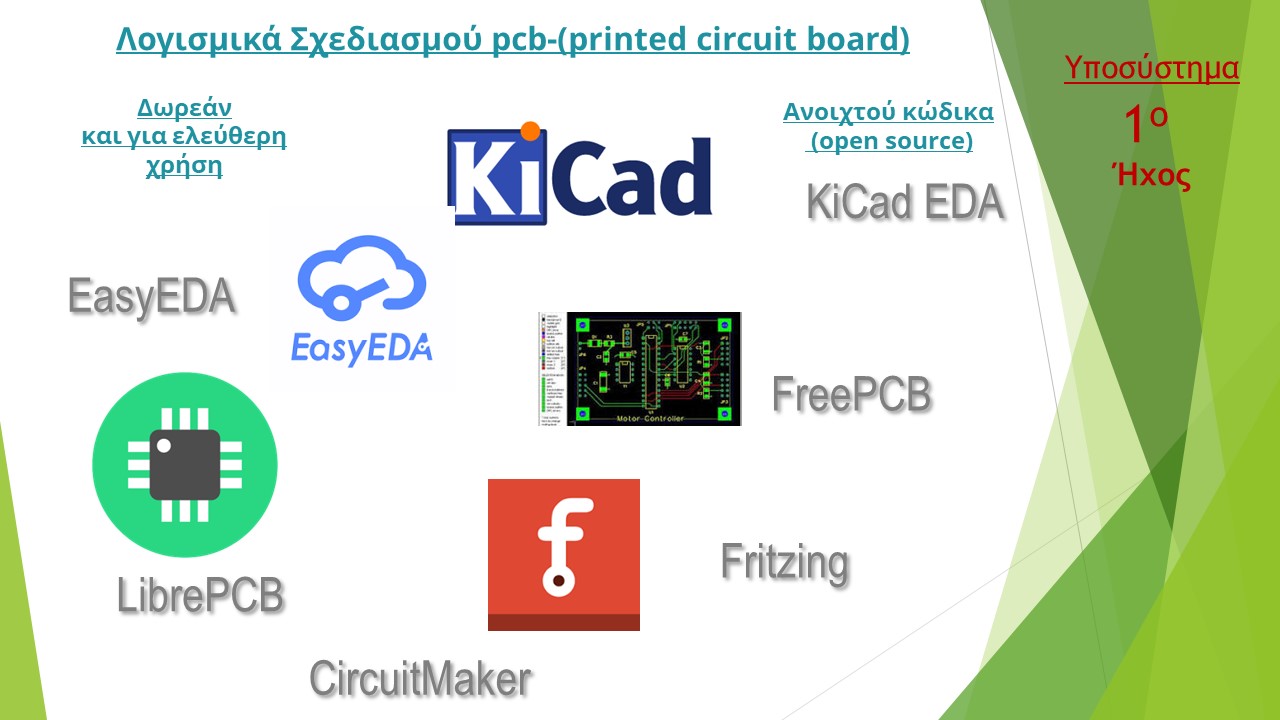 Λογισμικά Σχεδιασμού pcb-(printed circuit board)
Υποσύστημα
1ο
Ήχος
Δωρεάν
και για ελεύθερη
χρήση
Ανοιχτού κώδικα
(open source)
KiCad
KiCad EDA
EasyEDA
EasyEDA
Motor Controller
FreePCB
Fritzing
LibrePCB
CircuitMaker